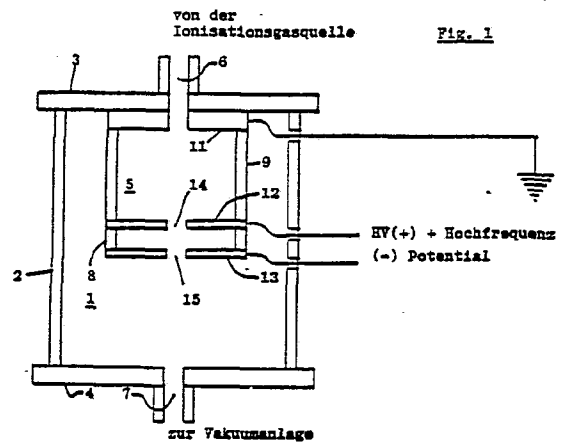 von der
Ionisationsgasquelle
Fig. 1
3
6
11
9
5
14
12
HV(+) + Hochfrequenz
(-) Potential
8
2
1
15
13
4
7
zur Vakuumanlage